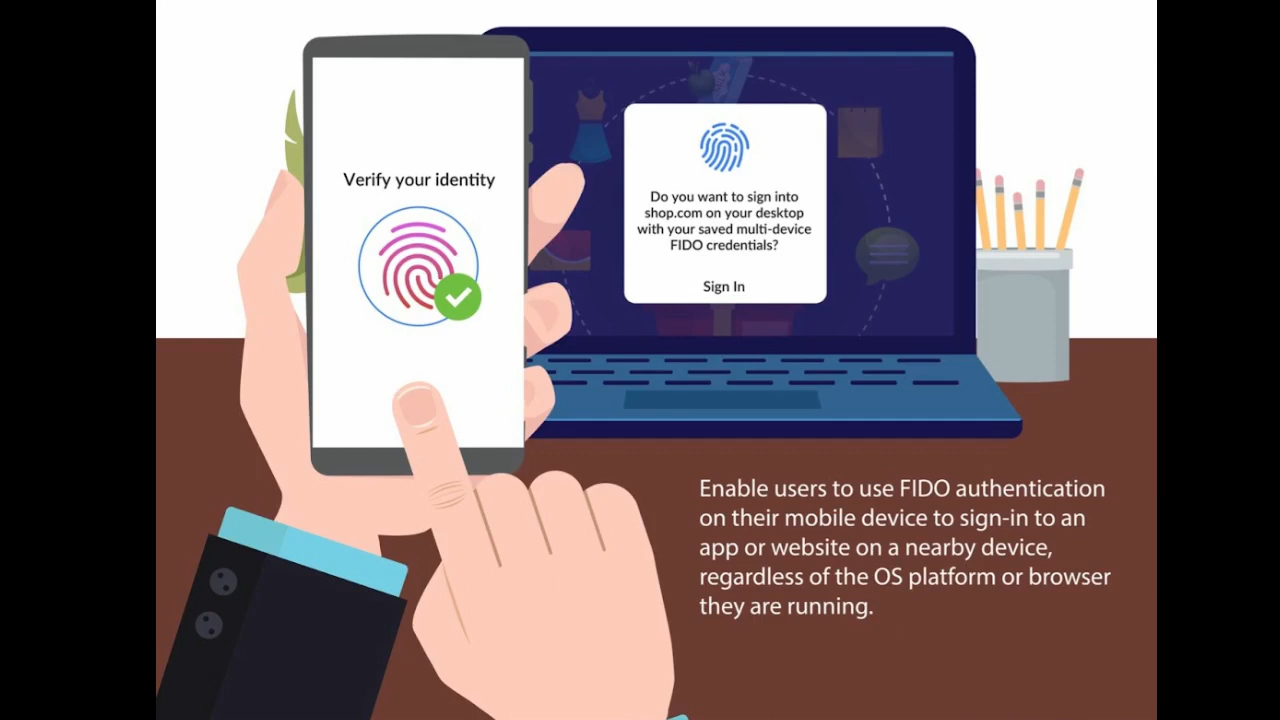 Verify your identity
Do you want to sign into
shop.com on your desktop
with your saved multi-device
FIDO credentials?
Sign In
Enable users to use FIDO authentication
on their mobile device to sign-in to an
app or website on a nearby device,
regardless of the OS platform or browser
they are running.